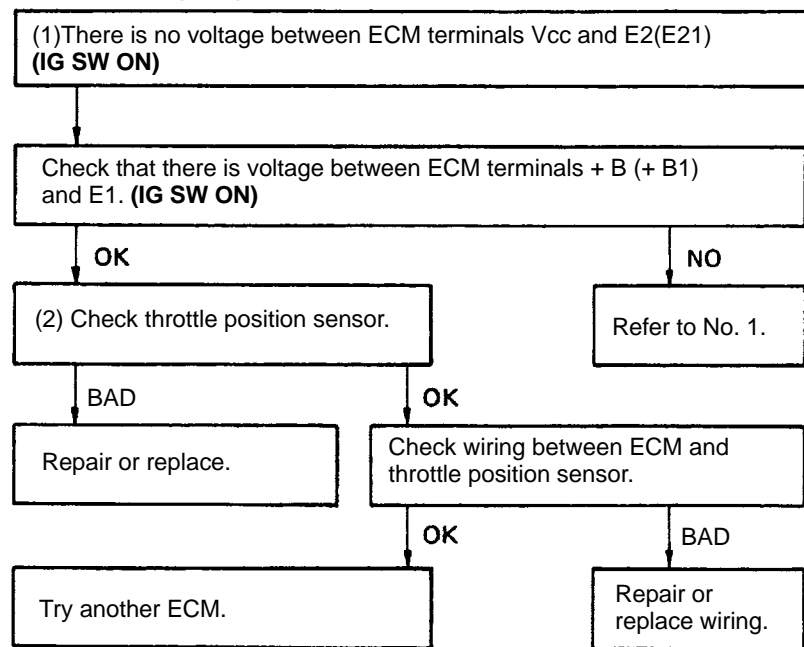 (1)There is no voltage between ECM terminals Vcc and E2(E21)
(IG SW ON)
Check that there is voltage between ECM terminals + B (+ B1)
and E1. (IG SW ON)
OK
NO
(2) Check throttle position sensor.
Refer to No. 1.
BAD
OK
Repair or replace.
Check wiring between ECM and
throttle position sensor.
OK
BAD
Try another ECM.
Repair or
replace wiring.